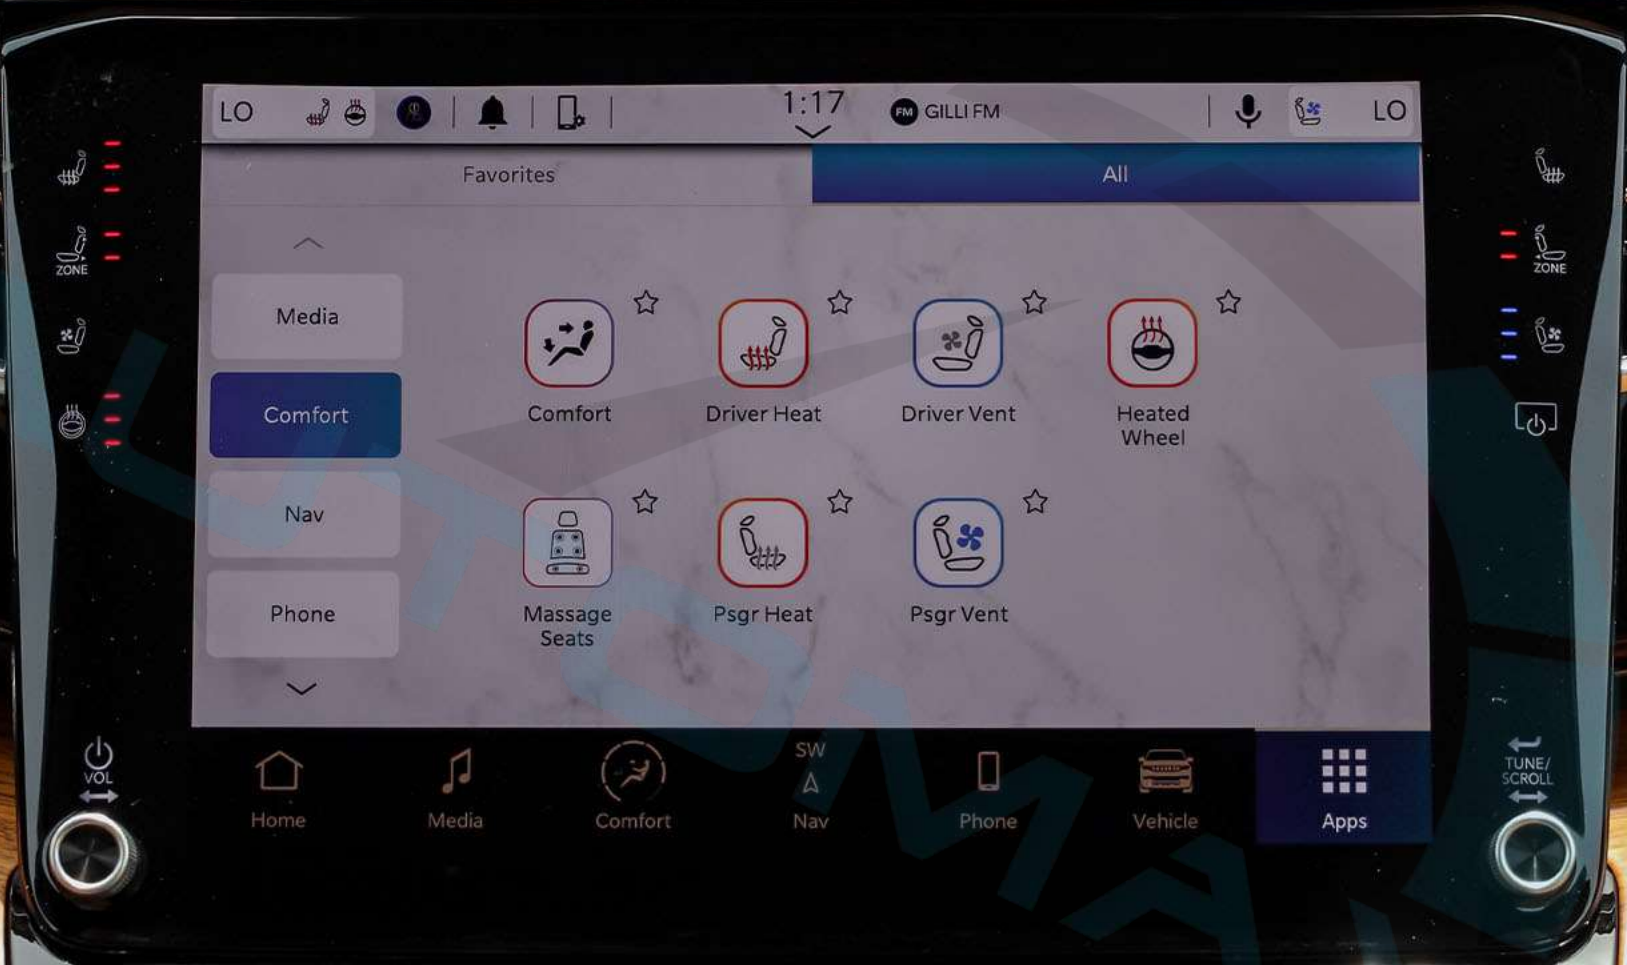 LO
1:17
FM GILLI FM
LO
Favorites
All
ZONE
ZONE
Media
Comfort
Nav
Phone
Comfort
Driver Heat
Driver Vent
Heated
Wheel
Massage
Seats
Psgr Heat
Psgr Vent
VOL
TUNE/
SCROLL
Home
Media
Comfort
SW
Nav
Phone
Vehicle
Apps